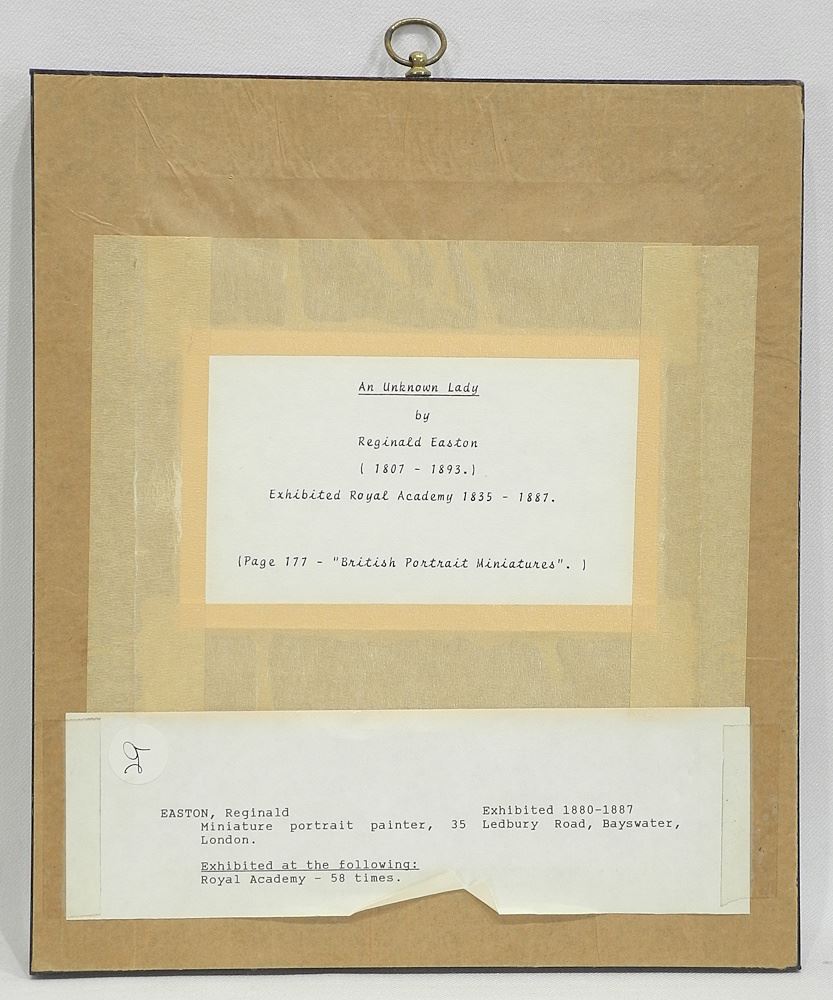 An Unknown Lady
by
Reginald Easton
( 1807 - 1893.)
Exhibited Royal Academy 1835 - 1887.
(Page 177 - "British Portrait Miniatures". )
EASTON, Reginald Exhibited 1880-1887
Miniature portrait painter, 35 Ledbury Road, Bayswater,
London.
Exhibited at the following:
Royal Academy - 58 times.